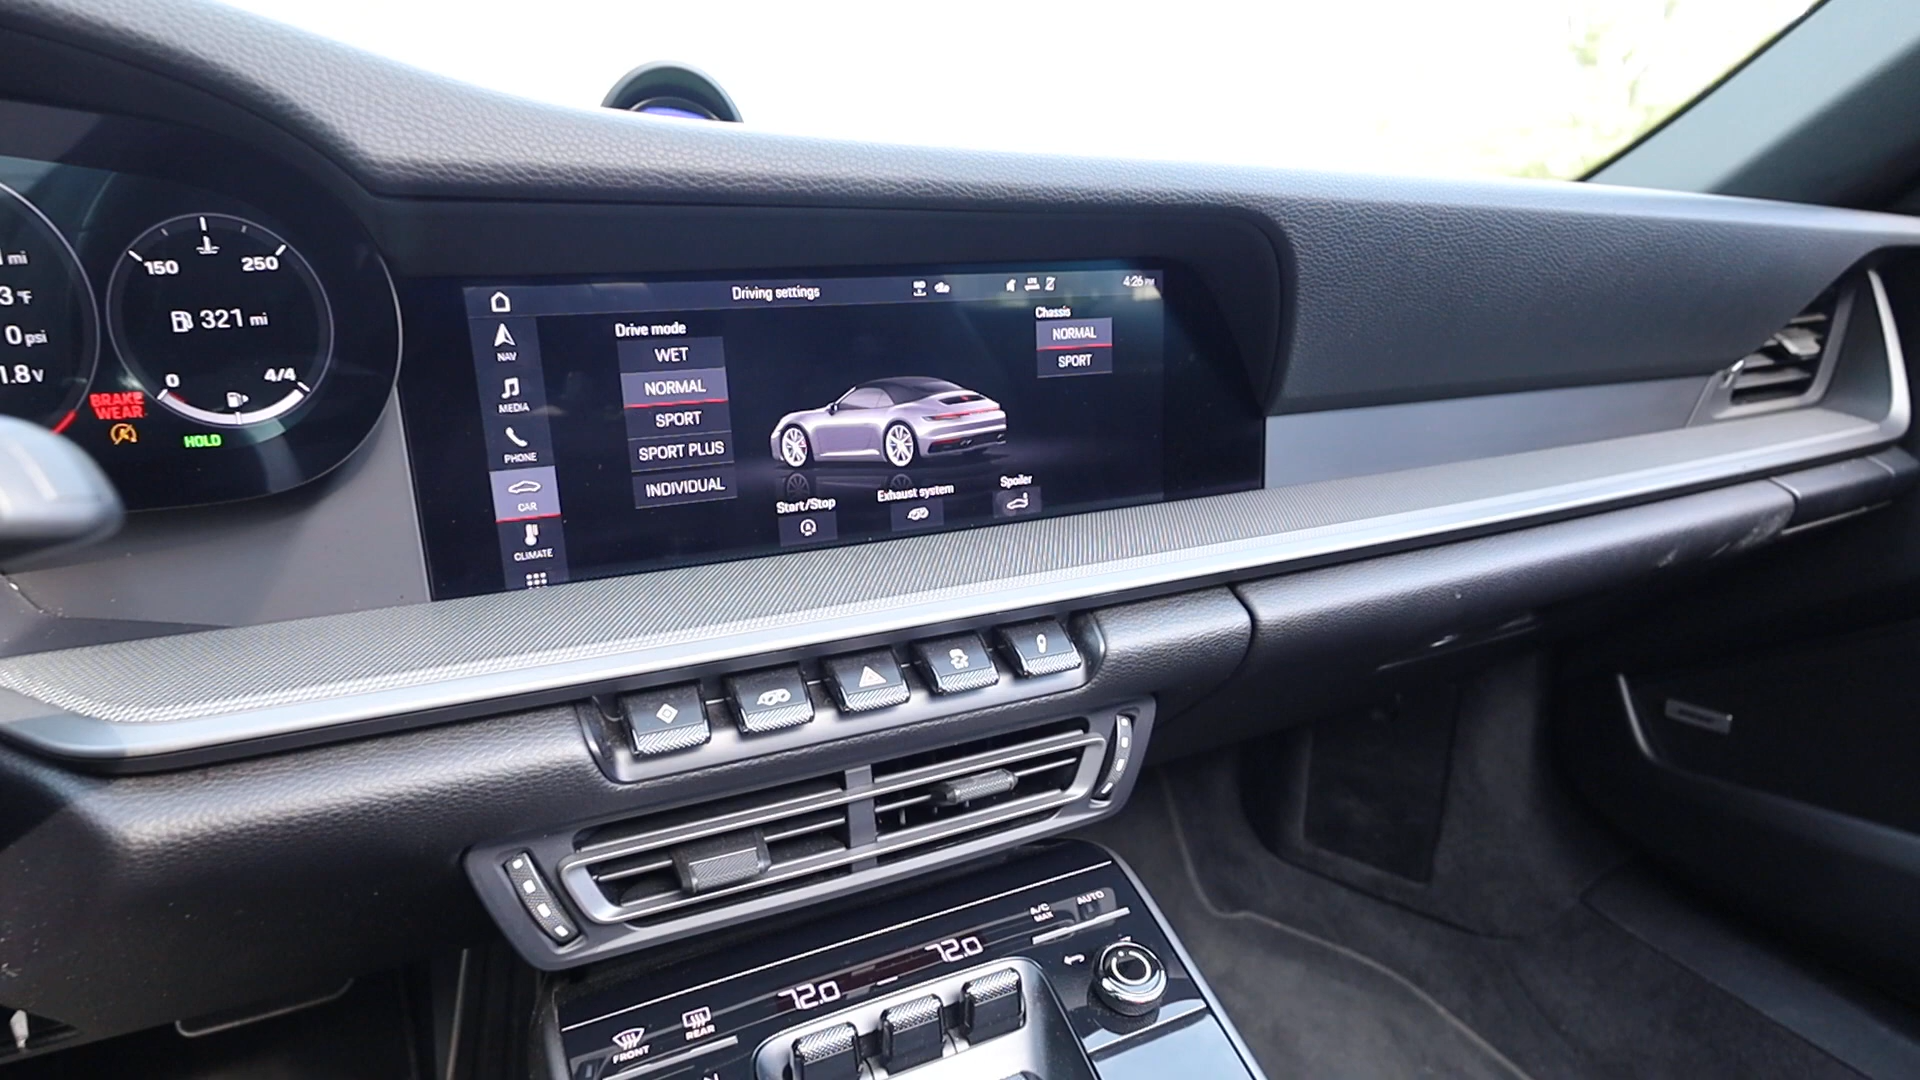 mi
3 °F
0 psi
1.8 V
150
250
321 mi
0
4/4
BRAKE
WEAR
HOLD
Driving settings
4:26 PM
NAV
MEDIA
PHONE
CAR
CLIMATE
Drive mode
WET
NORMAL
SPORT
SPORT PLUS
INDIVIDUAL
Chassis
NORMAL
SPORT
Start/Stop
Exhaust system
Spoiler
A/C
MAX
AUTO
72.0
72.0
FRONT
REAR